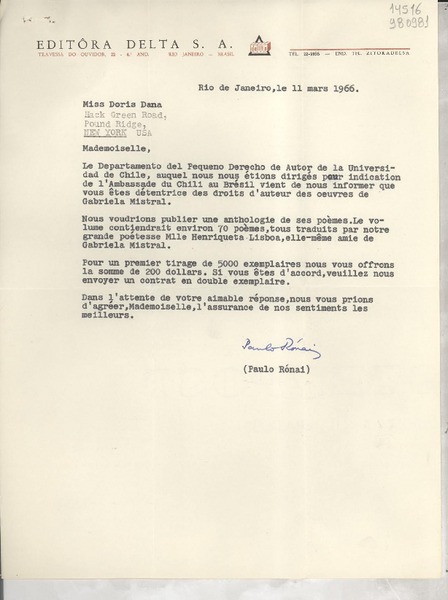 14516
980981
EDITÔRA DELTA S. A.
TRAVESSA DO OUVIDOR, 22 - 6.° AND. RIO JANEIRO — BRASIL
TEL. END. TEL. EDTORADELTA
Rio de Janeiro,le 11 mars 1966.
Miss Doris Dana
Hack Green Road,
Pound Ridge,
NEW YORK USA
Mademoiselle,
Le Departamento del Pequeno Derecho de Autor de la Universi-
dad de Chile, auquel nous nous étions dirigés pour indication
de l'Ambassade du Chili au Brésil vient de nous informer que
vous êtes détentrice des droits d'auteur des oeuvres de
Gabriela Mistral.
Nous voudrions publier une anthologie de ses poèmes.Le vo-
lume contiendrait environ 70 poèmes,tous traduits par notre
grande poétesse Mlle Henriqueta Lisboa,elle-même amie de
Gabriela Mistral.
Pour un premier tirage de 5000 exemplaires nous vous offrons
la somme de 200 dollars. Si vous êtes d'accord,veuillez nous
envoyer un contrat en double exemplaire.
Dans l'attente de votre aimable réponse,nous vous prions
d'agréer,Mademoiselle,l'assurance de nos sentiments les
meilleurs.
Paulo Rónai
(Paulo Rónai)